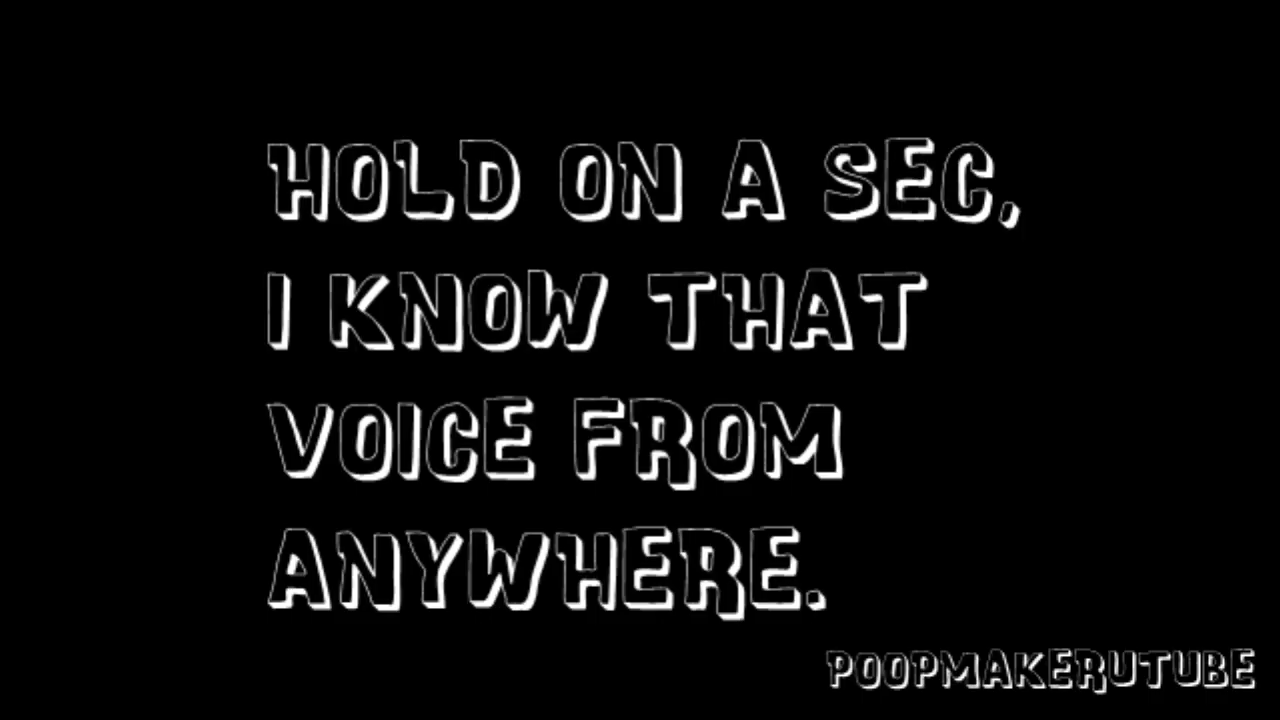 HOLD ON A SEC,
I KNOW THAT
VOICE FROM
ANYWHERE.
POOPMAKERUTUBE